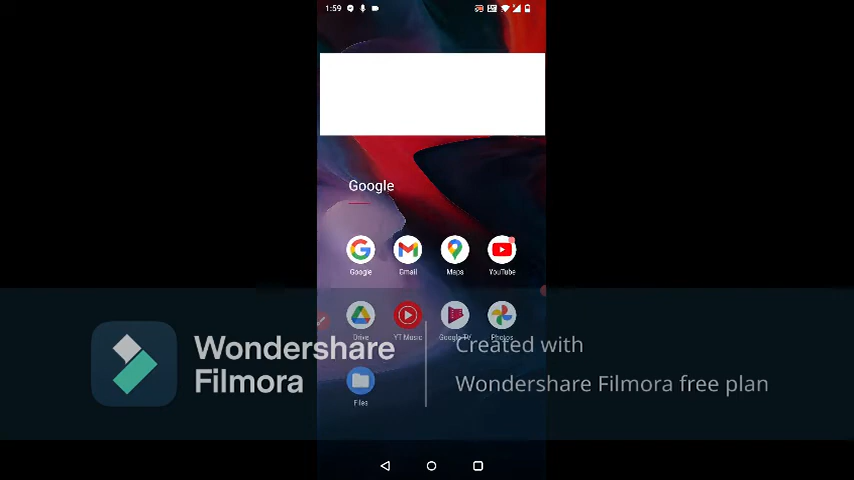 1:59
Google
Google
Gmail
Maps
YouTube
Drive
YT Music
Google TV
Photos
Wondershare
Filmora
Created with
Wondershare Filmora free plan
Files